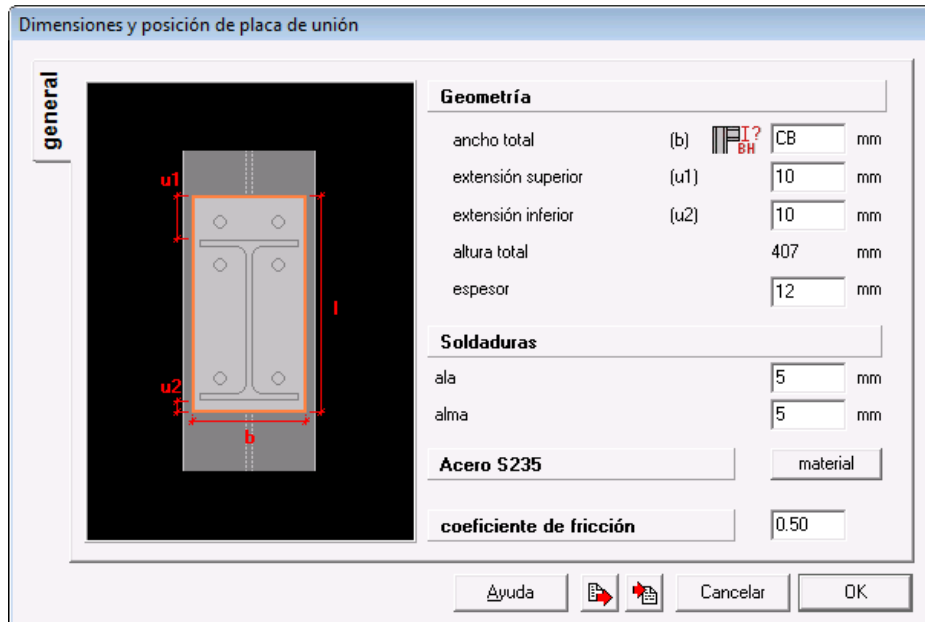 Dimensiones y posición de placa de unión
general
Geometría
ancho total (b) I? BH CB mm
extensión superior (u1) 10 mm
extensión inferior (u2) 10 mm
altura total 407 mm
espesor 12 mm
Soldaduras
ala 5 mm
alma 5 mm
Acero S235 material
coeficiente de fricción 0.50
u1
l
u2
b
Ayuda Cancelar OK